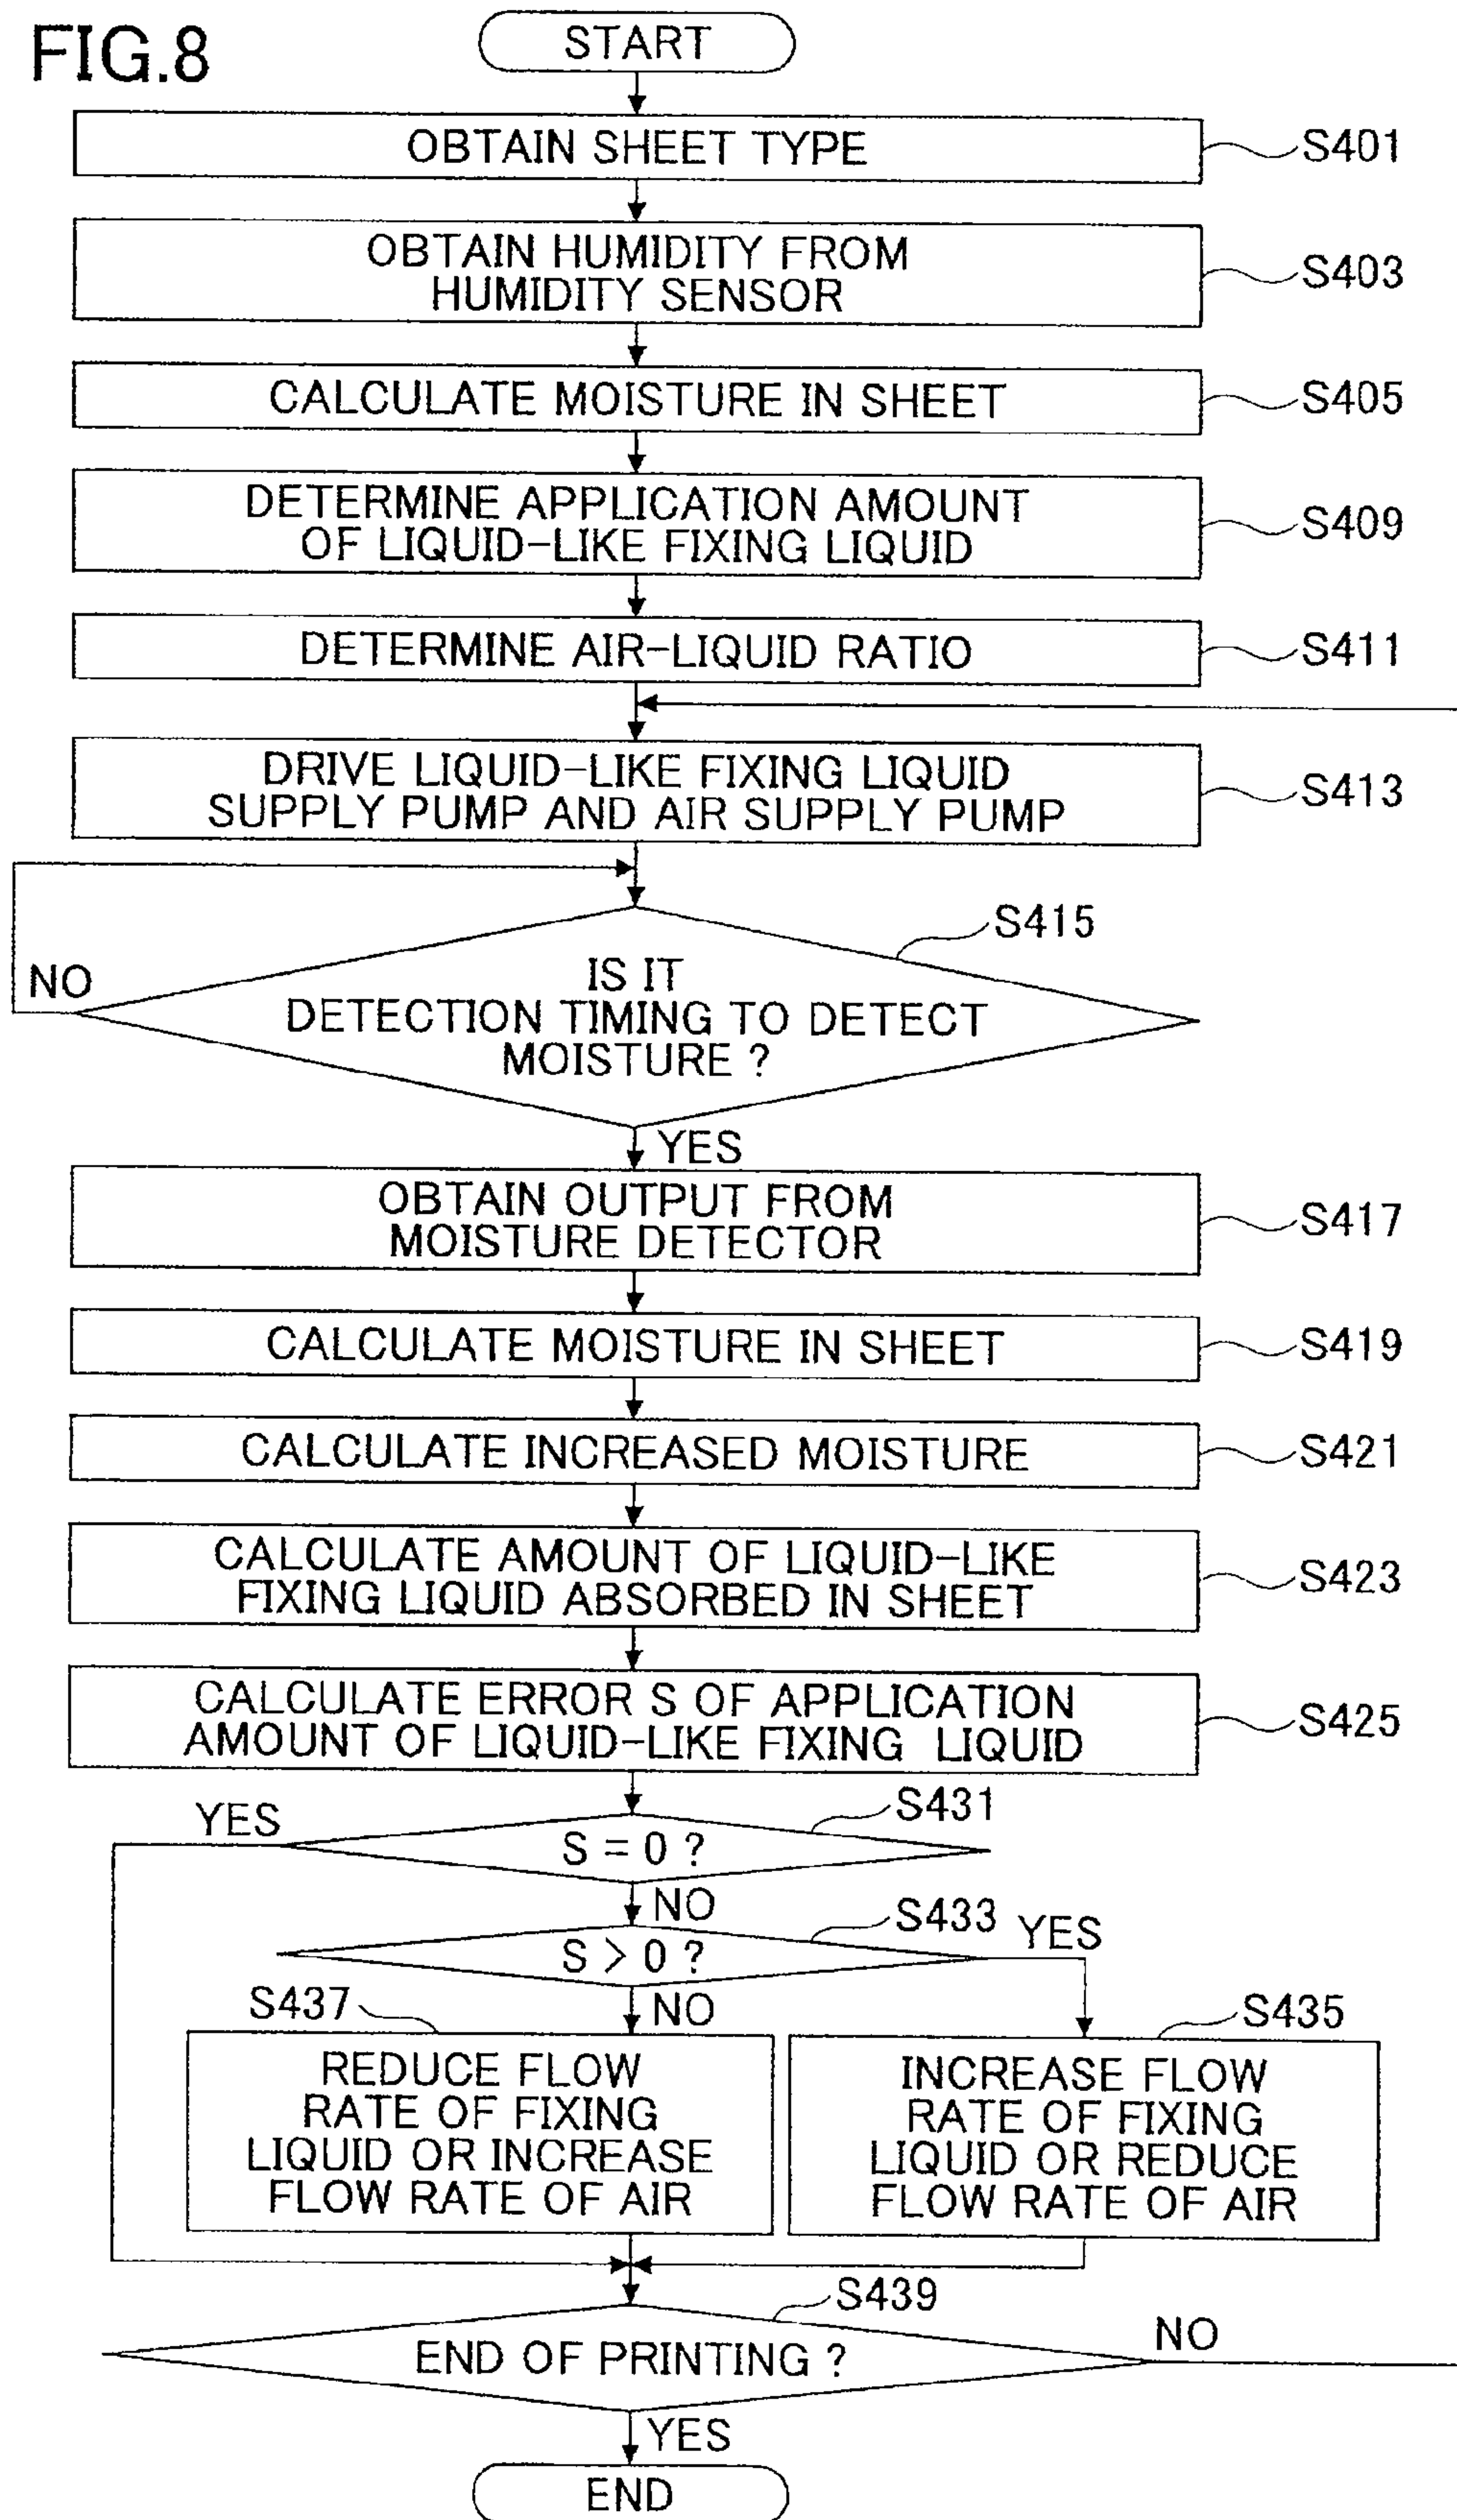 FIG.8
START
OBTAIN SHEET TYPE
S401
OBTAIN HUMIDITY FROM
HUMIDITY SENSOR
S403
CALCULATE MOISTURE IN SHEET
S405
DETERMINE APPLICATION AMOUNT
OF LIQUID-LIKE FIXING LIQUID
S409
DETERMINE AIR-LIQUID RATIO
S411
DRIVE LIQUID-LIKE FIXING LIQUID
SUPPLY PUMP AND AIR SUPPLY PUMP
S413
S415
NO
IS IT
DETECTION TIMING TO DETECT
MOISTURE ?
YES
OBTAIN OUTPUT FROM
MOISTURE DETECTOR
S417
CALCULATE MOISTURE IN SHEET
S419
CALCULATE INCREASED MOISTURE
S421
CALCULATE AMOUNT OF LIQUID-LIKE
FIXING LIQUID ABSORBED IN SHEET
S423
CALCULATE ERROR S OF APPLICATION
AMOUNT OF LIQUID-LIKE FIXING LIQUID
S425
YES
S431
S = 0 ?
NO
S433
YES
S > 0 ?
S437
NO
S435
REDUCE FLOW
RATE OF FIXING
LIQUID OR INCREASE
FLOW RATE OF AIR
INCREASE FLOW
RATE OF FIXING
LIQUID OR REDUCE
FLOW RATE OF AIR
S439
NO
END OF PRINTING ?
YES
END